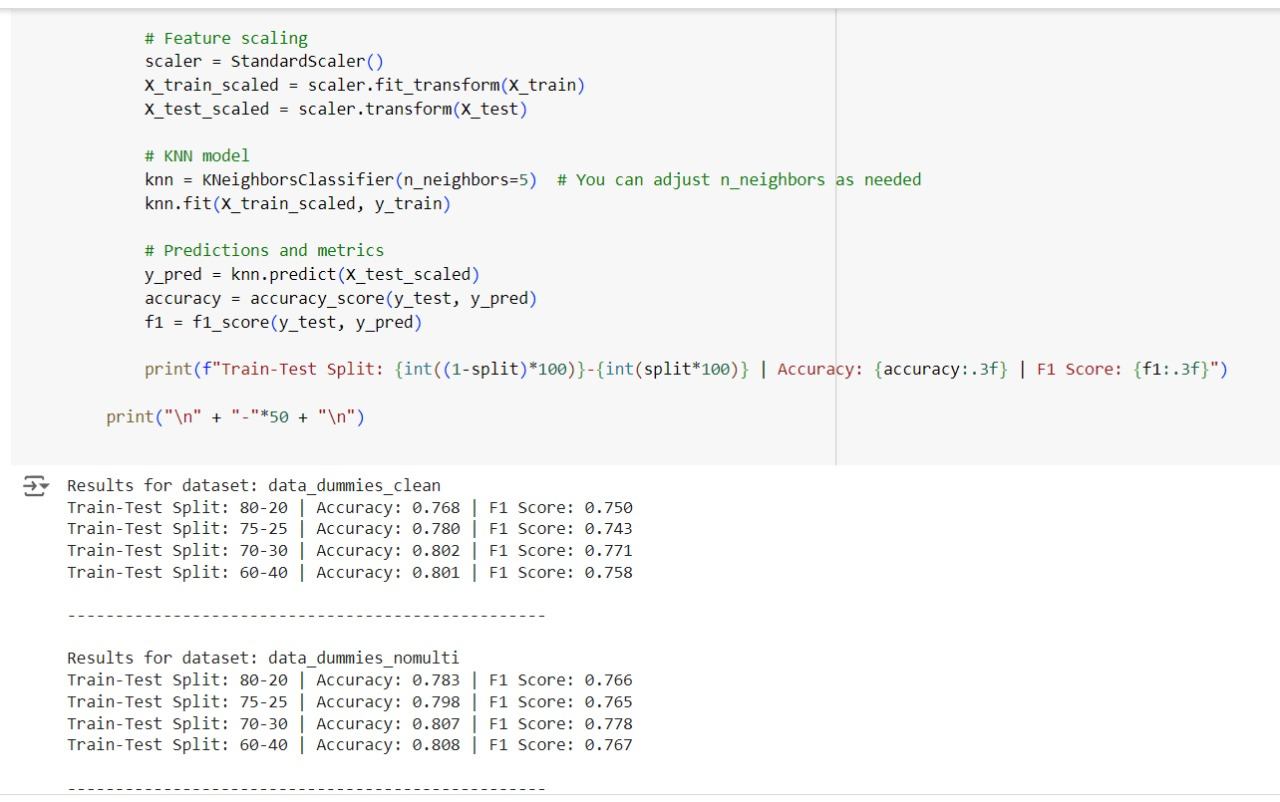 # Feature scaling
scaler = StandardScaler()
X_train_scaled = scaler.fit_transform(X_train)
X_test_scaled = scaler.transform(X_test)
# KNN model
knn = KNeighborsClassifier(n_neighbors=5)  # You can adjust n_neighbors as needed
knn.fit(X_train_scaled, y_train)
# Predictions and metrics
y_pred = knn.predict(X_test_scaled)
accuracy = accuracy_score(y_test, y_pred)
f1 = f1_score(y_test, y_pred)
print(f"Train-Test Split: {int((1-split)*100)}-{int(split*100)} | Accuracy: {accuracy:.3f} | F1 Score: {f1:.3f}")
print("\n" + "-"*50 + "\n")
Results for dataset: data_dummies_clean
Train-Test Split: 80-20 | Accuracy: 0.768 | F1 Score: 0.750
Train-Test Split: 75-25 | Accuracy: 0.780 | F1 Score: 0.743
Train-Test Split: 70-30 | Accuracy: 0.802 | F1 Score: 0.771
Train-Test Split: 60-40 | Accuracy: 0.801 | F1 Score: 0.758
--------------------------------------------------
Results for dataset: data_dummies_nomulti
Train-Test Split: 80-20 | Accuracy: 0.783 | F1 Score: 0.766
Train-Test Split: 75-25 | Accuracy: 0.798 | F1 Score: 0.765
Train-Test Split: 70-30 | Accuracy: 0.807 | F1 Score: 0.778
Train-Test Split: 60-40 | Accuracy: 0.808 | F1 Score: 0.767
--------------------------------------------------